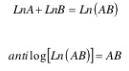 LnA + LnB = Ln(AB)
antilog[Ln(AB)] = AB